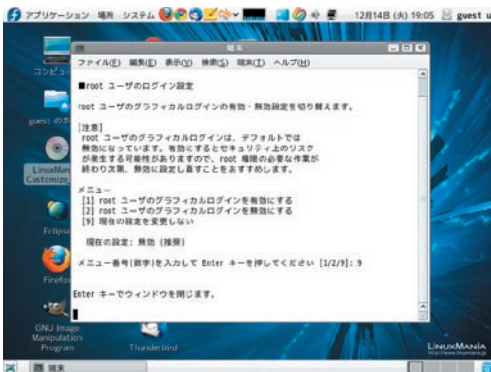 アプリケーション 場所 システム 12月14日 (火) 19:05 guest u
端末
ファイル(F) 編集(E) 表示(V) 検索(S) 端末(T) ヘルプ(H)
■root ユーザのログイン設定
root ユーザのグラフィカルログインの有効・無効設定を切り替えます。
[注意]
root ユーザのグラフィカルログインは、デフォルトでは
無効になっています。有効にするとセキュリティ上のリスク
が発生する可能性がありますので、root 権限の必要な作業が
終わり次第、無効に設定し直すことをおすすめします。
メニュー
[1] root ユーザのグラフィカルログインを有効にする
[2] root ユーザのグラフィカルログインを無効にする
[9] 現在の設定を変更しない
現在の設定: 無効 (推奨)
メニュー番号(数字)を入力して Enter キーを押してください [1/2/9]: 9
Enter キーでウィンドウを閉じます。
コンピュ
guest の
LinuxMan
Customize_
Eclips
Firefox
GNU Image
Manipulation
Program
Thunderbird
LINUXMANIA
端末